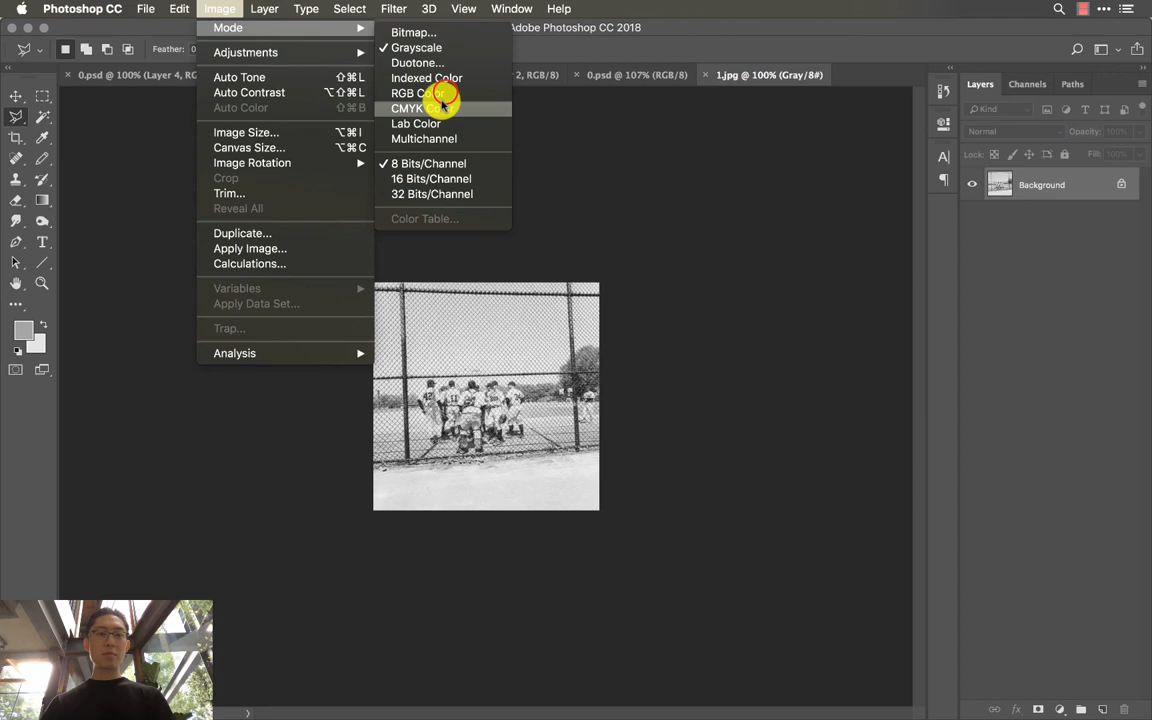 Photoshop CC File Edit Image Layer Type Select Filter 3D View Window Help
Adobe Photoshop CC 2018
Feather: 0
0.psd @ 100% (Layer 4, RG 2, RGB/8) × 0.psd @ 107% (RGB/8) × 1.jpg @ 100% (Gray/8#)
Mode
Adjustments
Auto Tone ⇧⌘L
Auto Contrast ⌥⇧⌘L
Auto Color ⇧⌘B
Image Size... ⌥⌘I
Canvas Size... ⌥⌘C
Image Rotation
Crop
Trim...
Reveal All
Duplicate...
Apply Image...
Calculations...
Variables
Apply Data Set...
Trap...
Analysis
Bitmap...
✓ Grayscale
Duotone...
Indexed Color
RGB Color
CMYK Color
Lab Color
Multichannel
✓ 8 Bits/Channel
16 Bits/Channel
32 Bits/Channel
Color Table...
Layers Channels Paths
Kind
Normal Opacity: 100%
Lock: Fill: 100%
Background